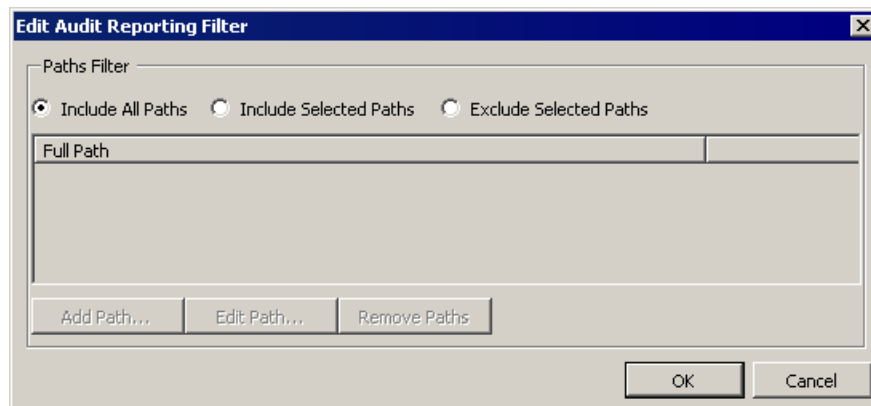 Edit Audit Reporting Filter
Paths Filter
Include All Paths Include Selected Paths Exclude Selected Paths
Full Path
Add Path... Edit Path... Remove Paths
OK Cancel